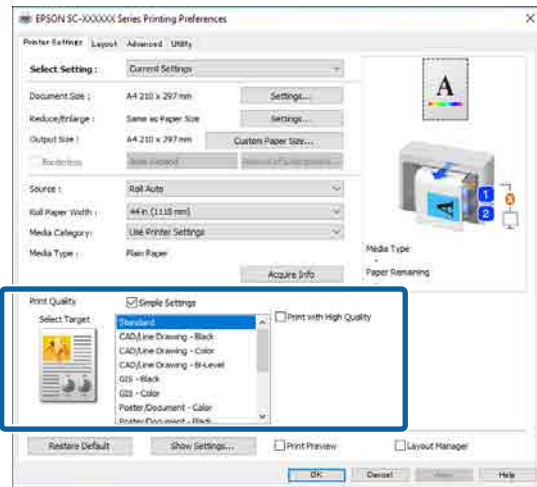 EPSON SC-XXXXXX Series Printing Preferences
Printer Settings Layout Advanced Utility
Select Setting : Current Settings
Document Size : A4 210 x 297 mm Settings...
Reduce/Enlarge : Same as Paper Size Settings...
Output Size : A4 210 x 297 mm Custom Paper Size...
Borderless
Source : Roll Auto
Roll Paper Width : 44 in (1118 mm)
Media Category: Use Printer Settings
Media Type : Plain Paper
Acquire Info
A
A
1
2
Media Type
-
Paper Remaining
-
Print Quality Simple Settings
Select Target
Standard
CAD/Line Drawing - Black
CAD/Line Drawing - Color
CAD/Line Drawing - Bi-Level
GIS - Black
GIS - Color
Poster/Document - Color
Poster/Document - Black
Print with High Quality
Restore Default Show Settings... Print Preview Layout Manager
OK Cancel Help